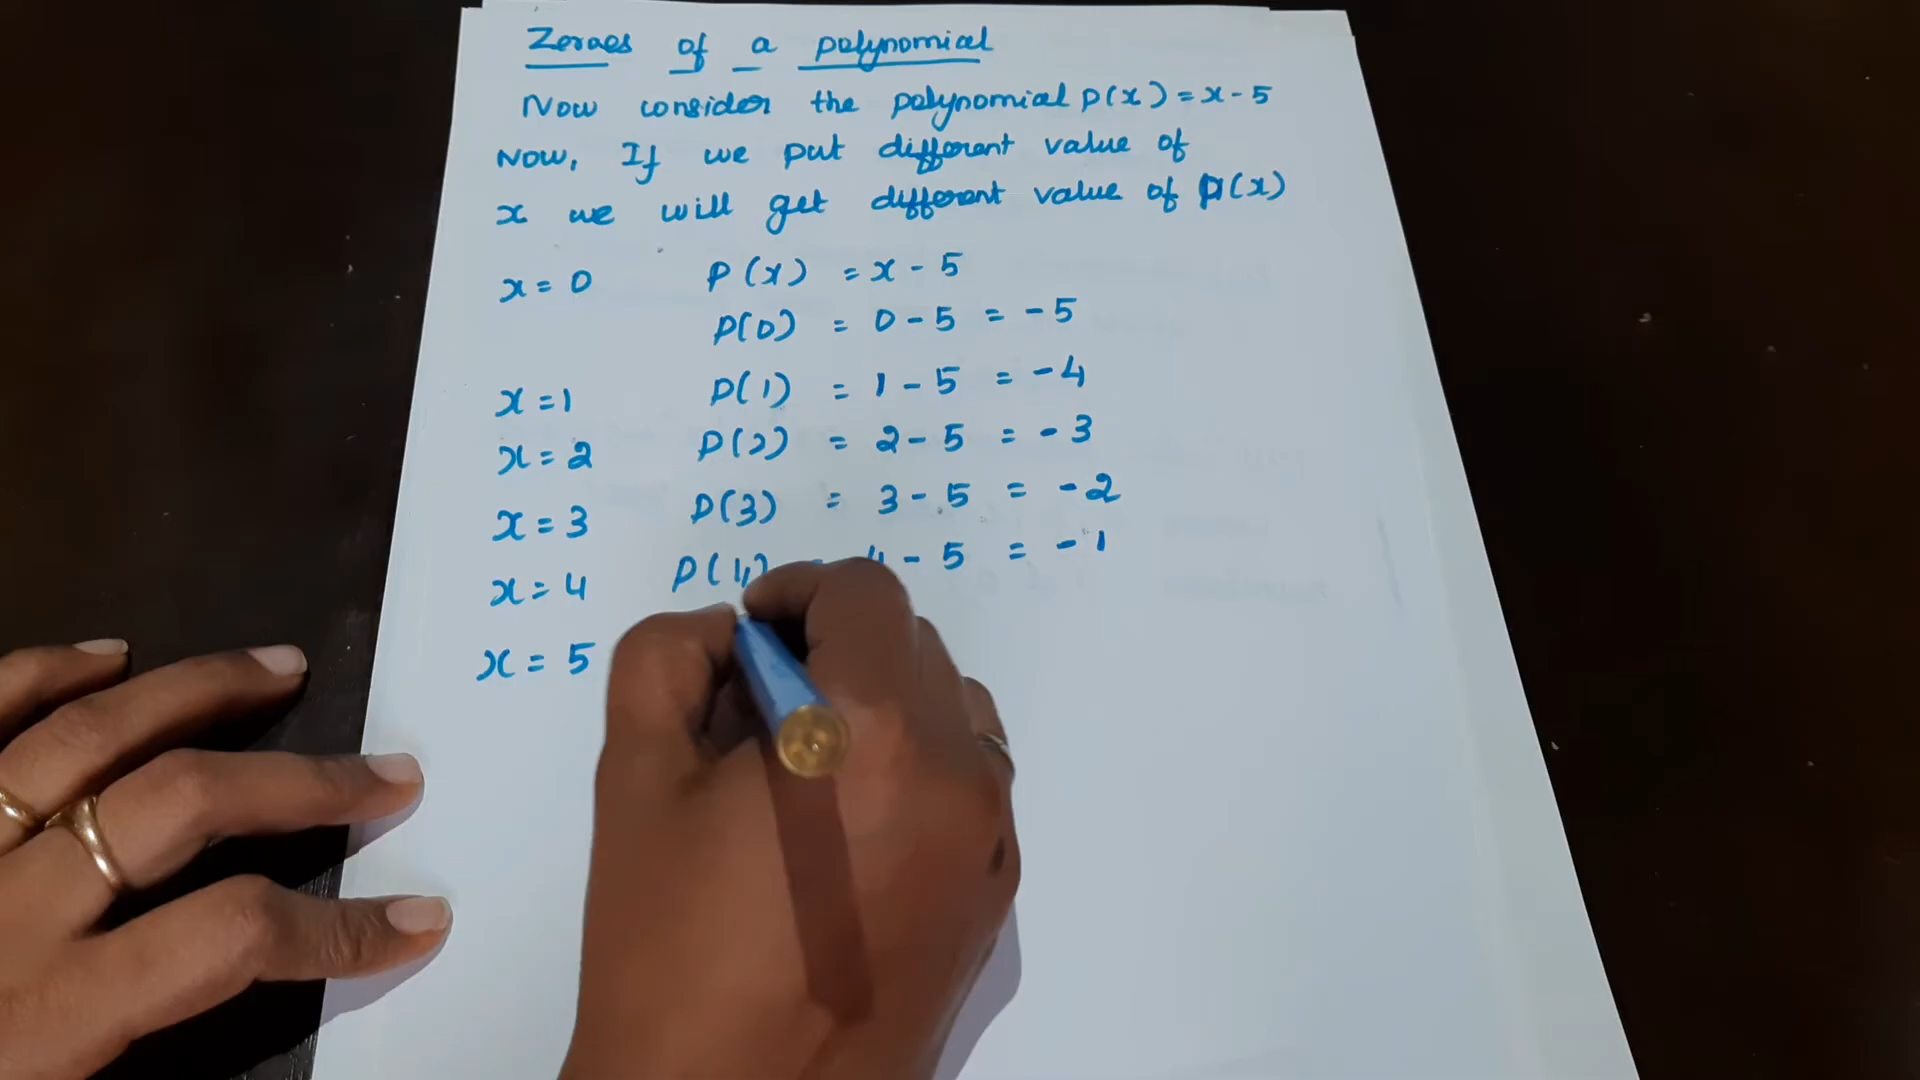 Zeroes of a polynomial
Now consider the polynomial p(x) = x - 5
Now, If we put different value of
x we will get different value of p(x)
x = 0 P(x) = x - 5
P(0) = 0 - 5 = -5
x = 1 P(1) = 1 - 5 = -4
x = 2 P(2) = 2 - 5 = -3
x = 3 P(3) = 3 - 5 = -2
x = 4 P(4) = 4 - 5 = -1
x = 5